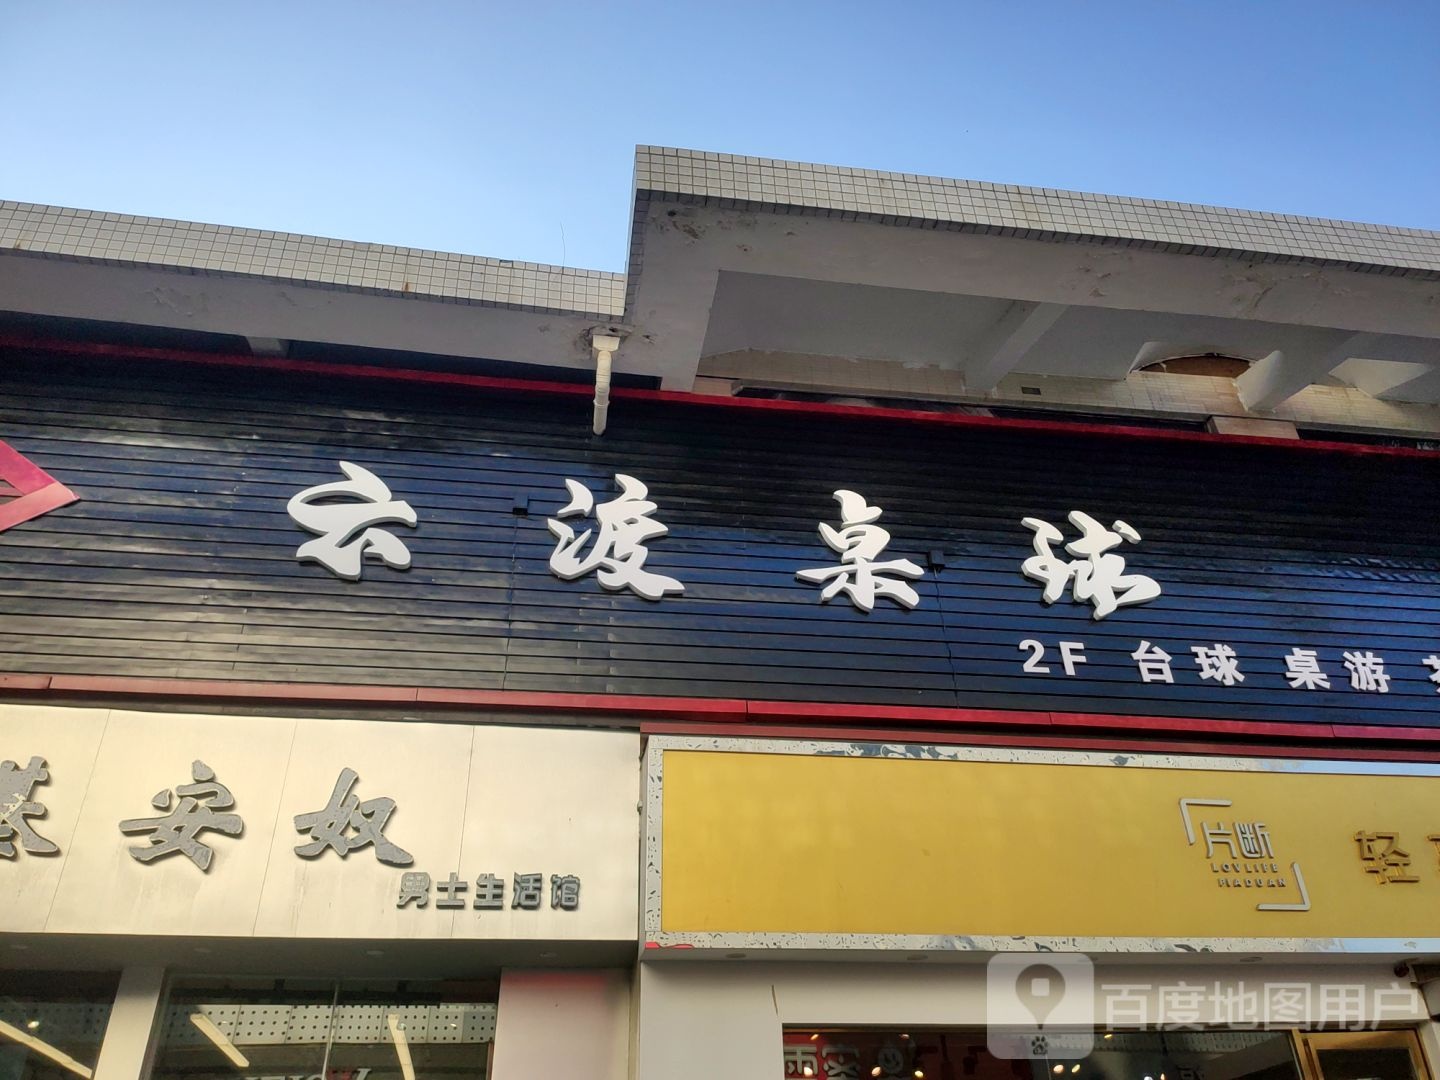 云渡桌球
2F 台球 桌游
安奴
男士生活馆
片断
LOVLIFE
PIADUAN
轻
百度地图用户